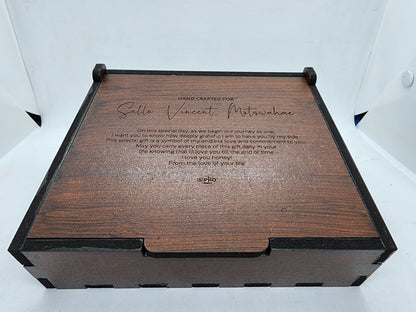 HAND CRAFTED FOR
Sello Vincent Motswahae
On this special day, as we begin our journey as one,
I want you to know how deeply grateful I am to have you by my side.
This special gift is a symbol of my endless love and commitment to you.
May you carry every piece of this gift daily in your
life knowing that I'll love you till the end of time.
I love you honey!
From the love of your life
ISIPHO